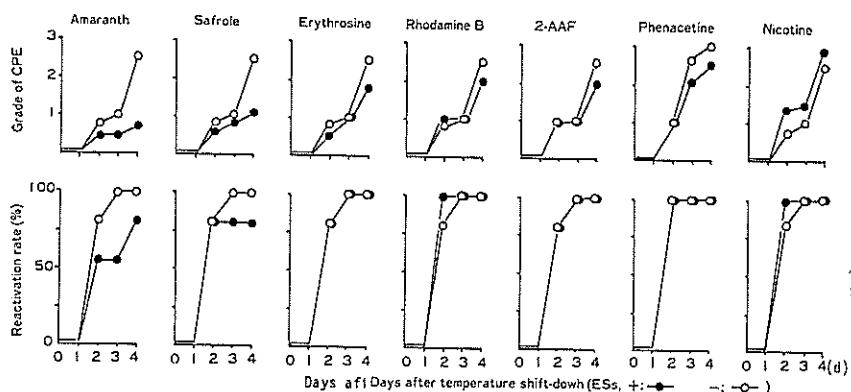 Amaranth Safrole Erythrosine Rhodamine B 2-AAF Phenacetine Nicotine
Grade of CPE
3
2
1
Reactivation rate (%)
100
75
50
0
0 1 2 3 4 0 1 2 3 4 0 1 2 3 4 0 1 2 3 4 0 1 2 3 4 0 1 2 3 4 0 1 2 3 4 (d)
Days afi Days after temperature shift-down (ESs, +: —: )